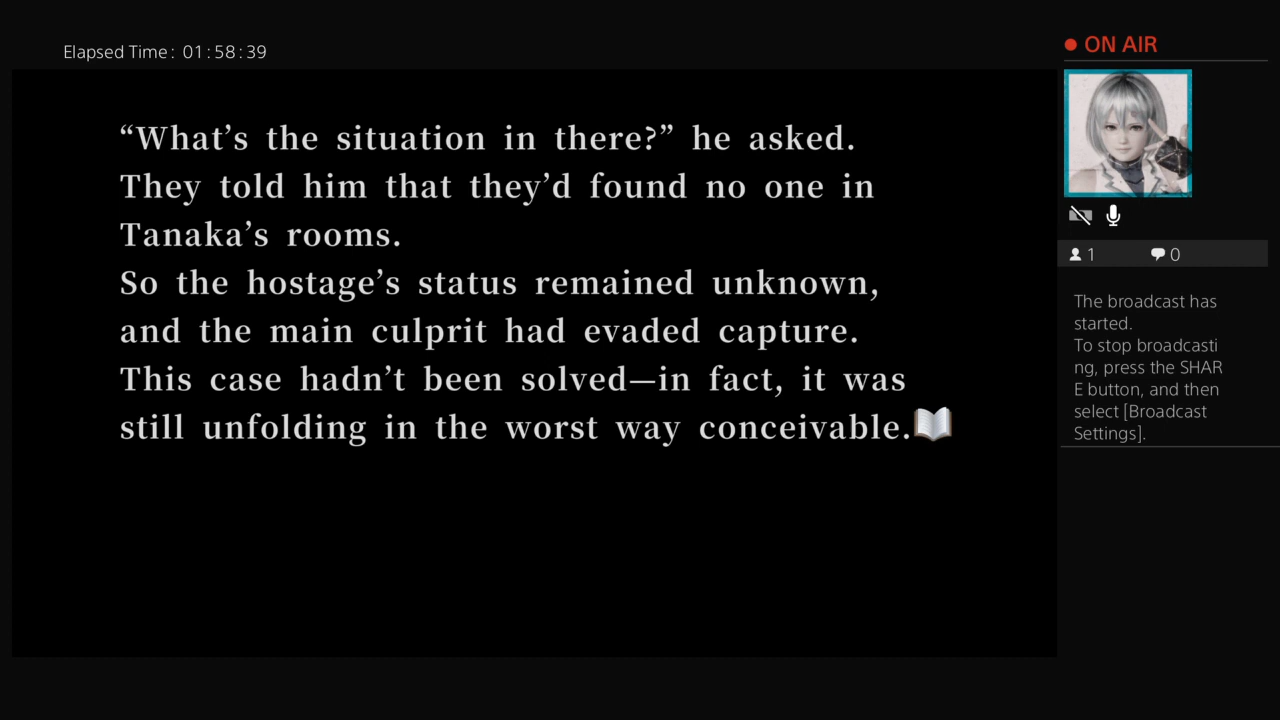 Elapsed Time: 01:58:39
ON AIR
“What’s the situation in there?” he asked.
They told him that they’d found no one in
Tanaka’s rooms.
So the hostage’s status remained unknown,
and the main culprit had evaded capture.
This case hadn’t been solved—in fact, it was
still unfolding in the worst way conceivable.
1
0
The broadcast has
started.
To stop broadcasti
ng, press the SHAR
E button, and then
select [Broadcast
Settings].